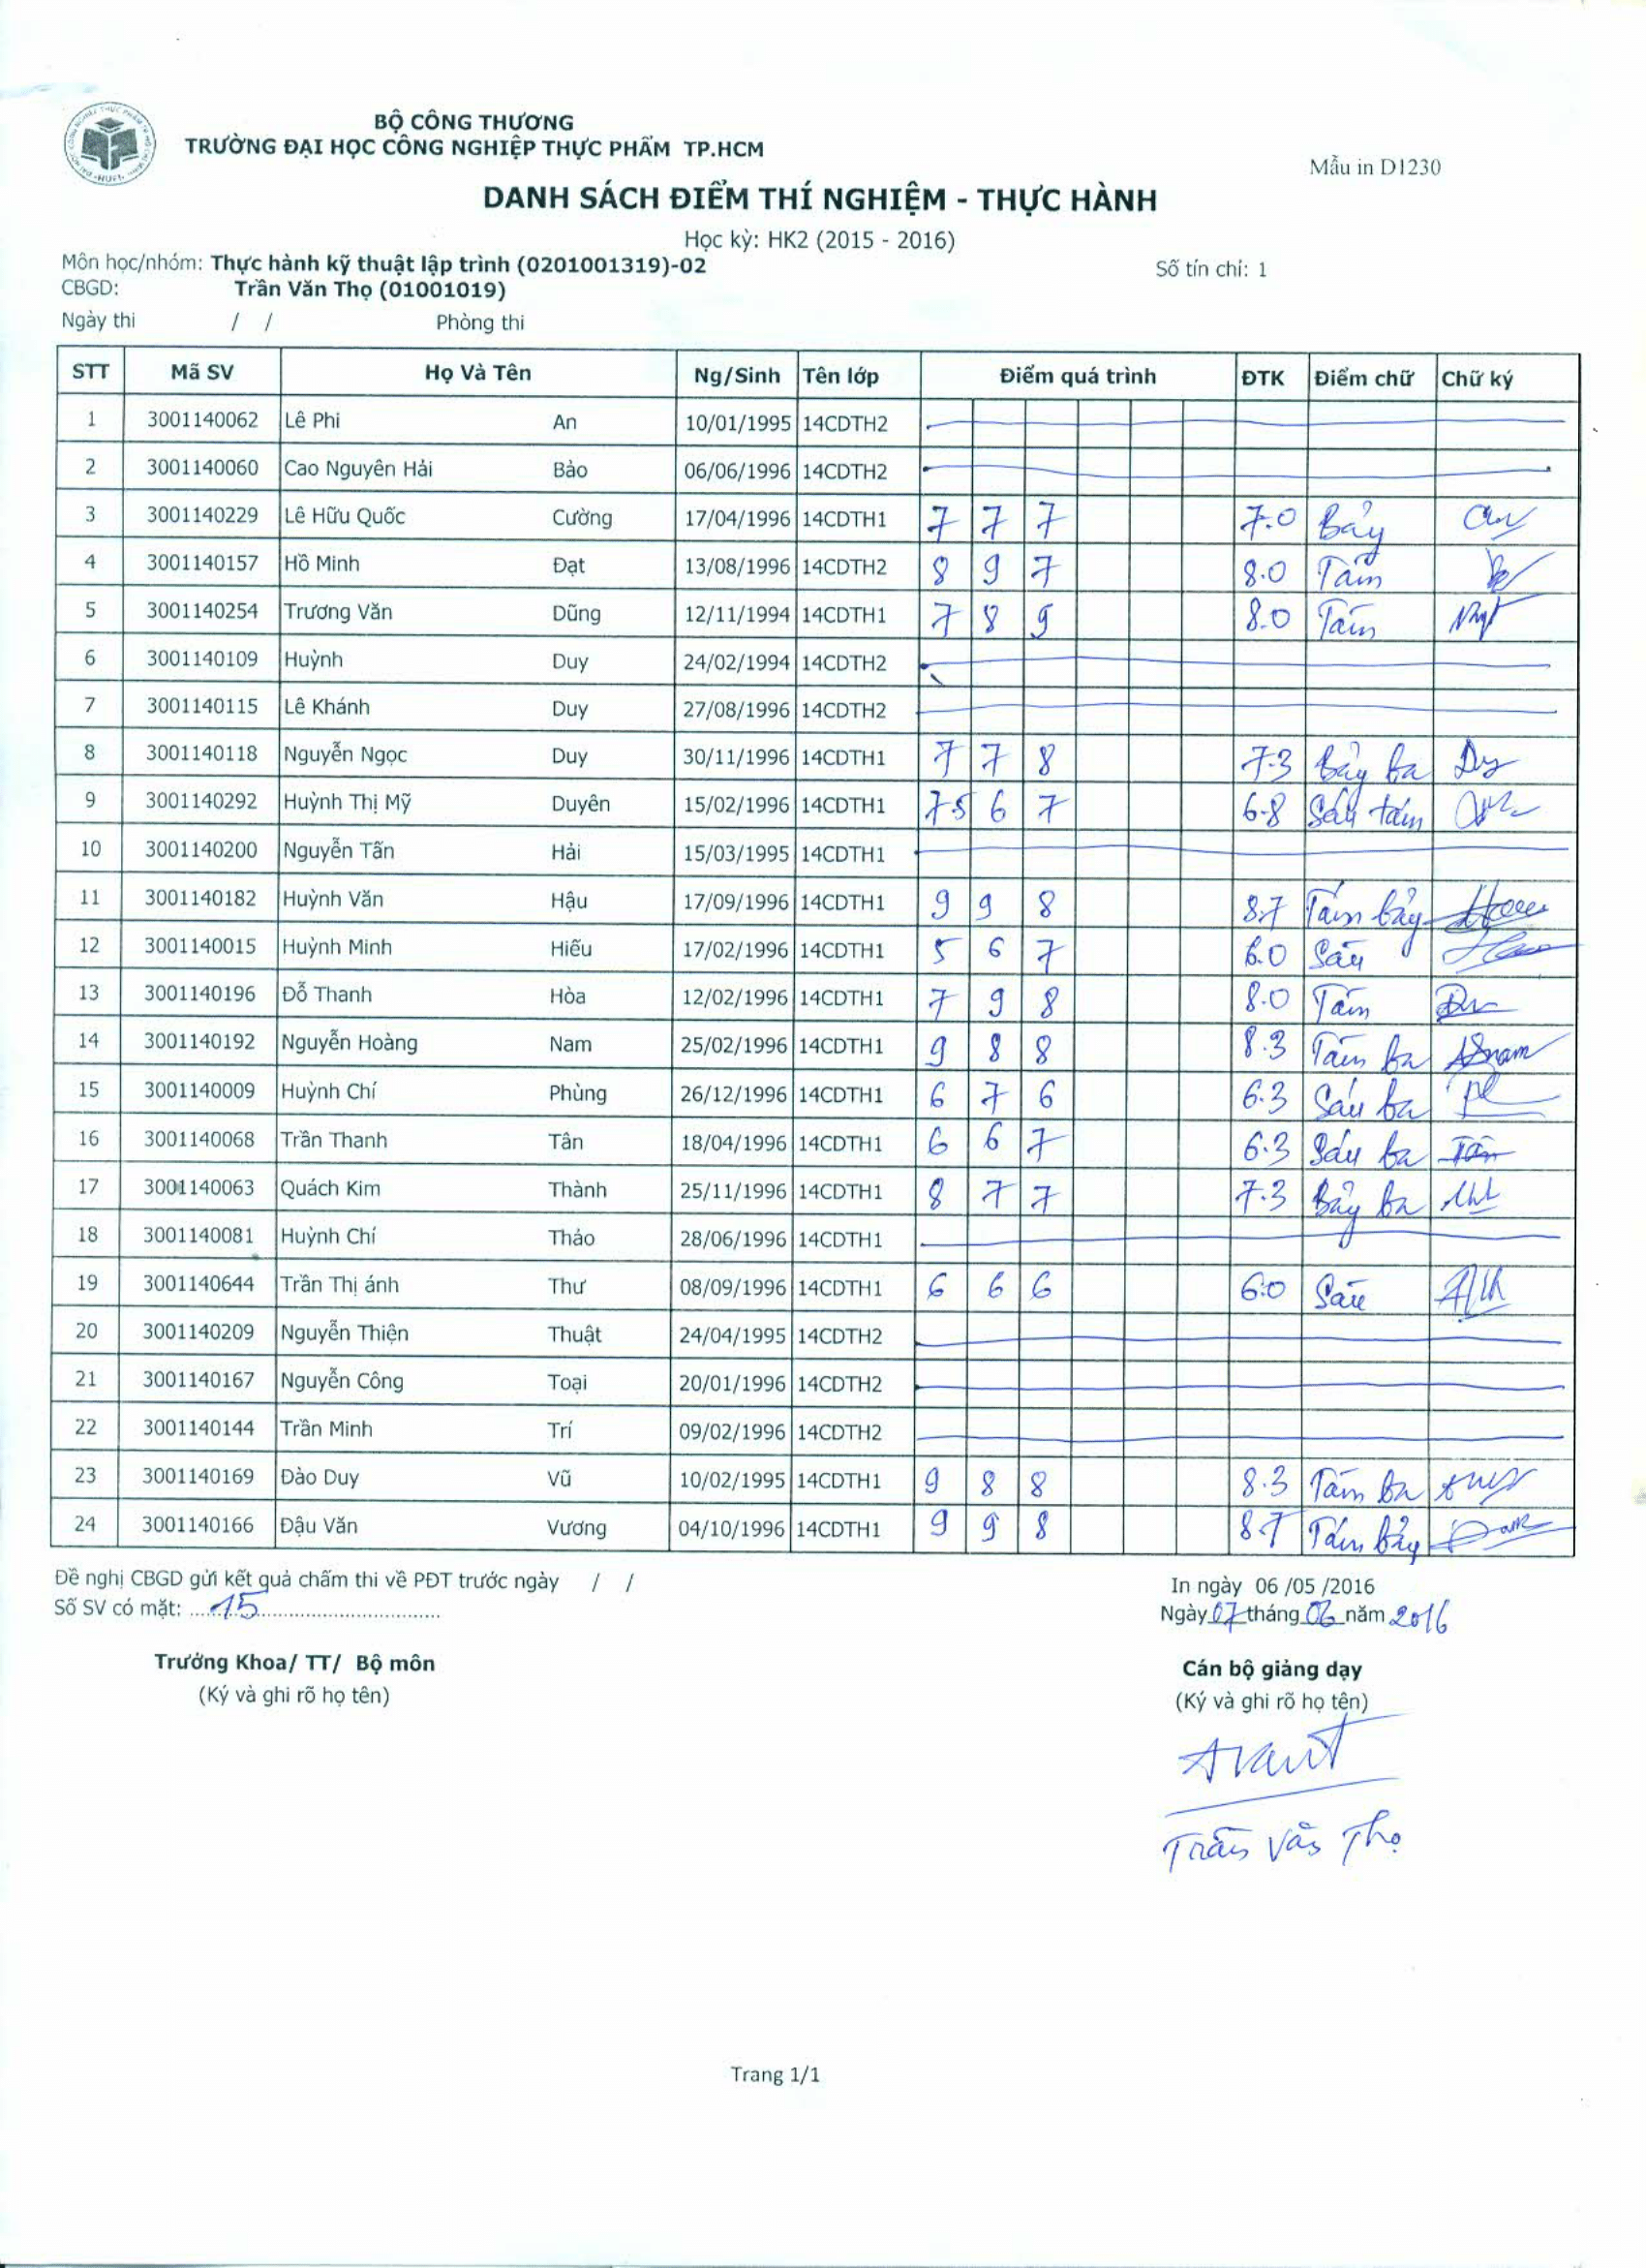 BỘ CÔNG THƯƠNG
TRƯỜNG ĐẠI HỌC CÔNG NGHIỆP THỰC PHẨM TP.HCM
Mẫu in D1230
DANH SÁCH ĐIỂM THÍ NGHIỆM - THỰC HÀNH
Học kỳ: HK2 (2015 - 2016)
Môn học/nhóm: Thực hành kỹ thuật lập trình (0201001319)-02 Số tín chỉ: 1
CBGD: Trần Văn Thọ (01001019)
Ngày thi / / Phòng thi
STT Mã SV Họ Và Tên Ng/Sinh Tên lớp Điểm quá trình ĐTK Điểm chữ Chữ ký
1 3001140062 Lê Phi An 10/01/1995 14CDTH2
2 3001140060 Cao Nguyên Hải Bảo 06/06/1996 14CDTH2
3 3001140229 Lê Hữu Quốc Cường 17/04/1996 14CDTH1 7 7 7 7.0 Bảy
4 3001140157 Hồ Minh Đạt 13/08/1996 14CDTH2 8 9 7 8.0 Tám
5 3001140254 Trương Văn Dũng 12/11/1994 14CDTH1 7 8 9 8.0 Tám
6 3001140109 Huỳnh Duy 24/02/1994 14CDTH2
7 3001140115 Lê Khánh Duy 27/08/1996 14CDTH2
8 3001140118 Nguyễn Ngọc Duy 30/11/1996 14CDTH1 7 7 8 7.3 Bảy ba Duy
9 3001140292 Huỳnh Thị Mỹ Duyên 15/02/1996 14CDTH1 7.5 6 7 6.8 Sáu tám
10 3001140200 Nguyễn Tấn Hải 15/03/1995 14CDTH1
11 3001140182 Huỳnh Văn Hậu 17/09/1996 14CDTH1 9 9 8 8.7 Tám bảy
12 3001140015 Huỳnh Minh Hiếu 17/02/1996 14CDTH1 5 6 7 6.0 Sáu
13 3001140196 Đỗ Thanh Hòa 12/02/1996 14CDTH1 7 9 8 8.0 Tám
14 3001140192 Nguyễn Hoàng Nam 25/02/1996 14CDTH1 9 8 8 8.3 Tám ba
15 3001140009 Huỳnh Chí Phùng 26/12/1996 14CDTH1 6 7 6 6.3 Sáu ba
16 3001140068 Trần Thanh Tân 18/04/1996 14CDTH1 6 6 7 6.3 Sáu ba Tân
17 3001140063 Quách Kim Thành 25/11/1996 14CDTH1 8 7 7 7.3 Bảy ba
18 3001140081 Huỳnh Chí Thảo 28/06/1996 14CDTH1
19 3001140644 Trần Thị ánh Thư 08/09/1996 14CDTH1 6 6 6 6.0 Sáu
20 3001140209 Nguyễn Thiện Thuật 24/04/1995 14CDTH2
21 3001140167 Nguyễn Công Toại 20/01/1996 14CDTH2
22 3001140144 Trần Minh Trí 09/02/1996 14CDTH2
23 3001140169 Đào Duy Vũ 10/02/1995 14CDTH1 9 8 8 8.3 Tám ba
24 3001140166 Đậu Văn Vương 04/10/1996 14CDTH1 9 9 8 8.7 Tám bảy
Đề nghị CBGD gửi kết quả chấm thi về PĐT trước ngày / / In ngày 06 /05 /2016
Số SV có mặt: ....15.... Ngày 07 tháng 06 năm 2016
Trưởng Khoa/ TT/ Bộ môn Cán bộ giảng dạy
(Ký và ghi rõ họ tên) (Ký và ghi rõ họ tên)
Trần Văn Thọ
Trang 1/1